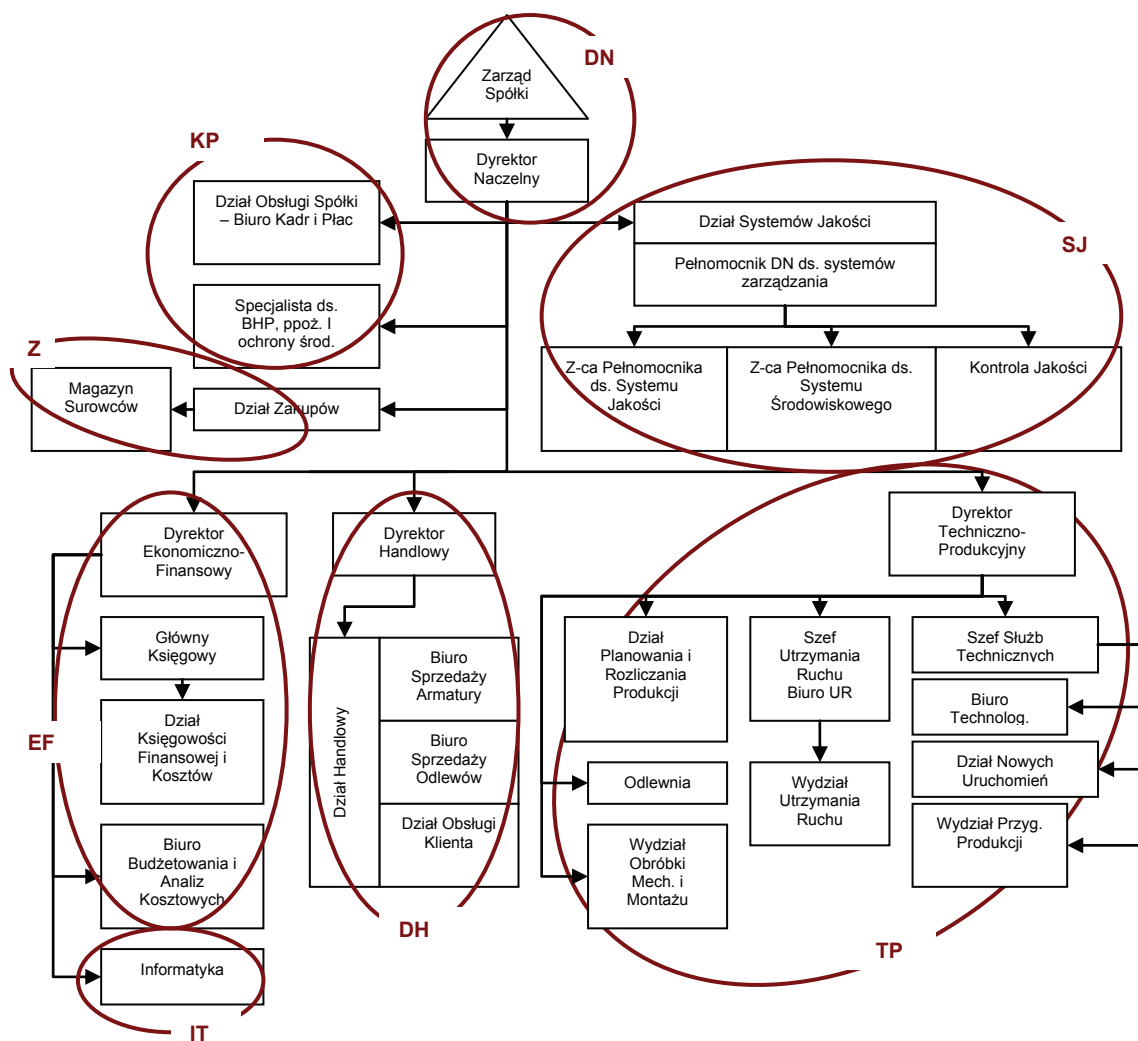 DN
Zarząd
Spółki
Dyrektor
Naczelny
KP
Dział Obsługi Spółki
– Biuro Kadr i Płac
Specjalista ds.
BHP, ppoż. I
ochrony środ.
Z
Magazyn
Surowców
Dział Zakupów
Dział Systemów Jakości
SJ
Pełnomocnik DN ds. systemów
zarządzania
Z-ca Pełnomocnika
ds. Systemu
Jakości
Z-ca Pełnomocnika ds.
Systemu
Środowiskowego
Kontrola Jakości
Dyrektor
Ekonomiczno-
Finansowy
Główny
Księgowy
Dział
Księgowości
Finansowej i
Kosztów
EF
Biuro
Budżetowania i
Analiz
Kosztowych
Informatyka
IT
Dyrektor
Handlowy
Dział Handlowy
Biuro
Sprzedaży
Armatury
Biuro
Sprzedaży
Odlewów
Dział Obsługi
Klienta
DH
Dyrektor
Techniczno-
Produkcyjny
Dział
Planowania i
Rozliczania
Produkcji
Odlewnia
Wydział
Obróbki
Mech. i
Montażu
Szef
Utrzymania
Ruchu
Biuro UR
Wydział
Utrzymania
Ruchu
Szef Służb
Technicznych
Biuro
Technolog.
Dział Nowych
Uruchomień
Wydział Przyg.
Produkcji
TP